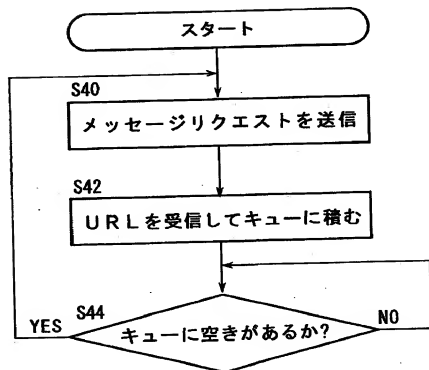 スタート
S40
メッセージリクエストを送信
S42
URLを受信してキューに積む
S44
YES
キューに空きがあるか?
NO